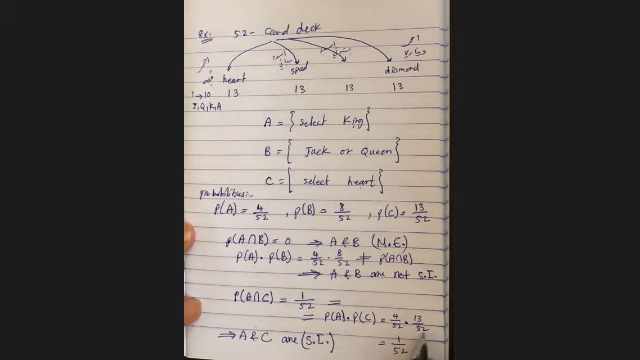 Ex: 52- Card deck
heart spad diamond
13 13 13 13
1 → 10
J, Q, K, A
A = { select King }
B = { Jack or Queen }
C = { select heart }
probabilities:
P(A) = 4/52 , P(B) = 8/52 , P(C) = 13/52
P(A∩B) = 0 ⇒ A & B (M.E.)
P(A) · P(B) = 4/52 · 8/52 ≠ P(A∩B)
⇒ A & B are not S.I.
P(A∩C) = 1/52 =
= P(A) · P(C) = 4/52 · 13/52
⇒ A & C are (S.I.) = 1/52